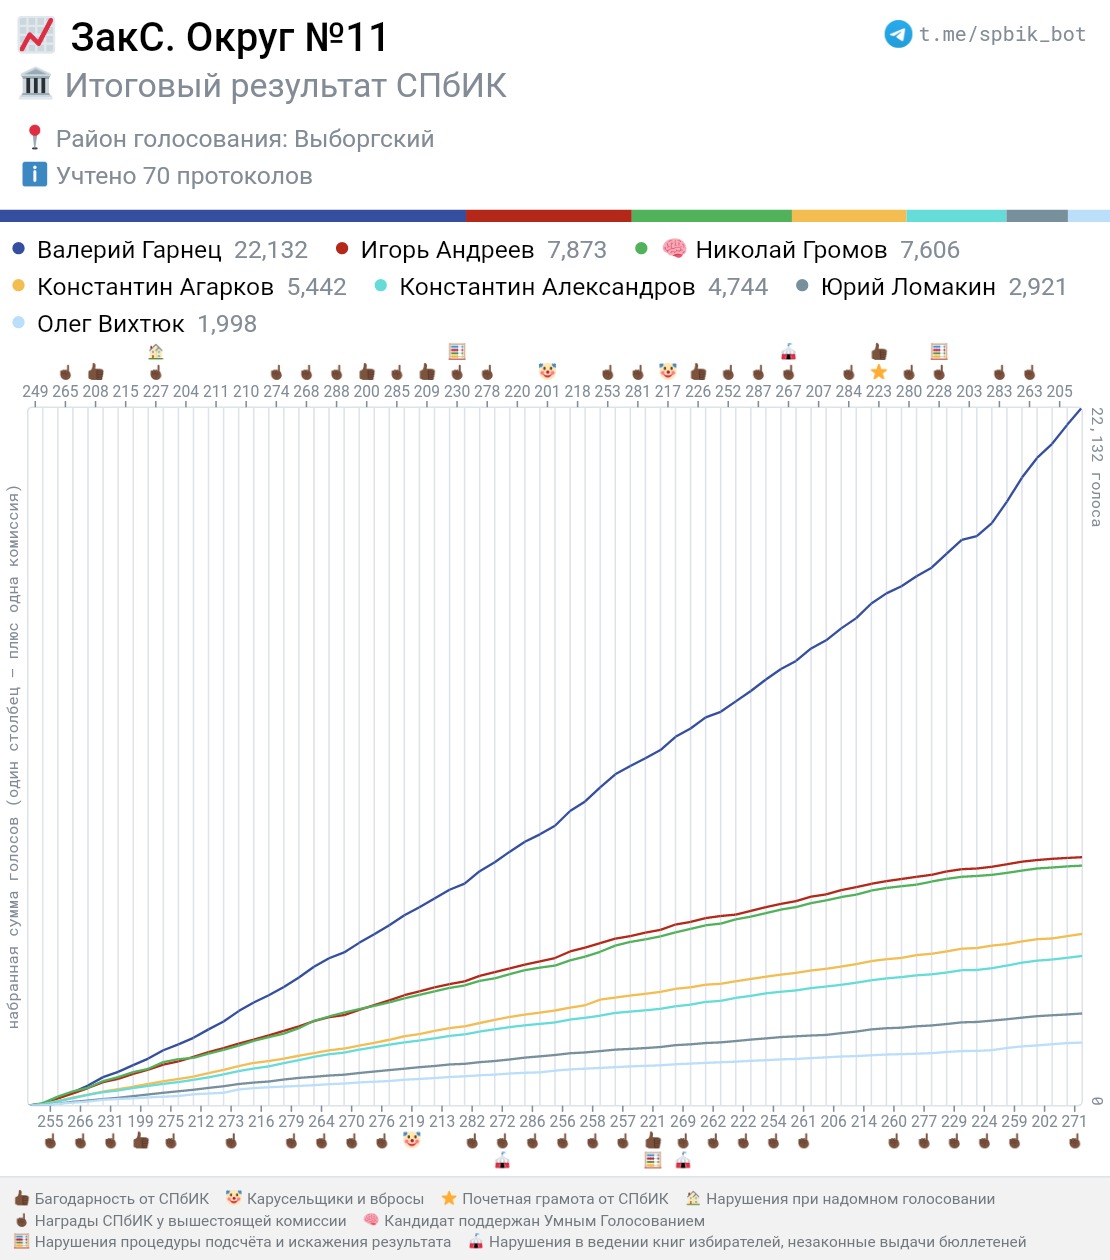 ЗакС. Округ №11
t.me/spbik_bot
Итоговый результат СПбИК
Район голосования: Выборгский
Учтено 70 протоколов
Валерий Гарнец 22,132 Игорь Андреев 7,873 Николай Громов 7,606
Константин Агарков 5,442 Константин Александров 4,744 Юрий Ломакин 2,921
Олег Вихтюк 1,998
249 265 208 215 227 204 211 210 274 268 288 200 285 209 230 278 220 201 218 253 281 217 226 252 287 267 207 284 223 280 228 203 283 263 205
набранная сумма голосов (один столбец – плюс одна комиссия)
22,132 голоса
0
255 266 231 199 275 212 273 216 279 264 270 276 219 213 282 272 286 256 258 257 221 269 262 222 254 261 206 214 260 277 229 224 259 202 271
Багодарность от СПбИК Карусельщики и вбросы Почетная грамота от СПбИК Нарушения при надомном голосовании
Награды СПбИК у вышестоящей комиссии Кандидат поддержан Умным Голосованием
Нарушения процедуры подсчёта и искажения результата Нарушения в ведении книг избирателей, незаконные выдачи бюллетеней